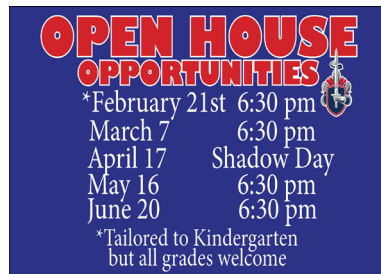 OPEN HOUSE
OPPORTUNITIES
*February 21st 6:30 pm
March 7 6:30 pm
April 17 Shadow Day
May 16 6:30 pm
June 20 6:30 pm
*Tailored to Kindergarten
but all grades welcome